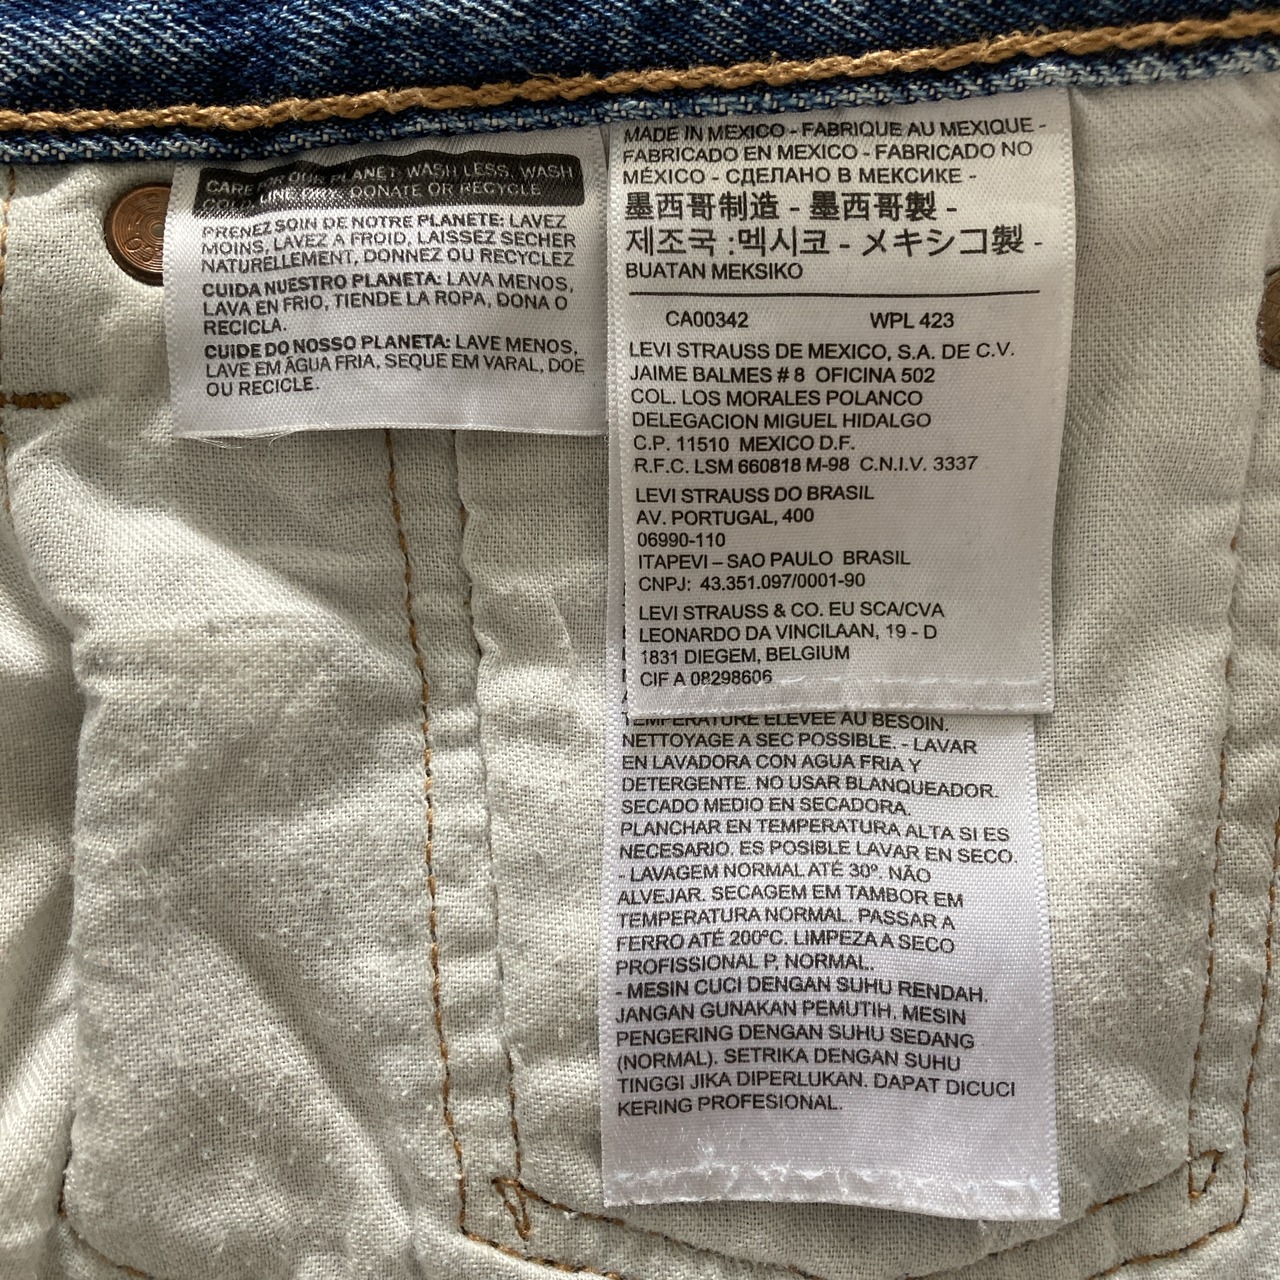 CARE FOR OUR PLANET: WASH LESS, WASH
COLD, LINE DRY, DONATE OR RECYCLE
PRENEZ SOIN DE NOTRE PLANETE: LAVEZ
MOINS, LAVEZ A FROID, LAISSEZ SECHER
NATURELLEMENT, DONNEZ OU RECYCLEZ
CUIDA NUESTRO PLANETA: LAVA MENOS,
LAVA EN FRIO, TIENDE LA ROPA, DONA O
RECICLA.
CUIDE DO NOSSO PLANETA: LAVE MENOS,
LAVE EM ÁGUA FRIA, SEQUE EM VARAL, DOE
OU RECICLE.
MADE IN MEXICO - FABRIQUE AU MEXIQUE -
FABRICADO EN MEXICO - FABRICADO NO
MÉXICO - СДЕЛАНО В МЕКСИКЕ -
墨西哥制造 - 墨西哥製 -
제조국 :멕시코 - メキシコ製 -
BUATAN MEKSIKO
CA00342 WPL 423
LEVI STRAUSS DE MEXICO, S.A. DE C.V.
JAIME BALMES # 8 OFICINA 502
COL. LOS MORALES POLANCO
DELEGACION MIGUEL HIDALGO
C.P. 11510 MEXICO D.F.
R.F.C. LSM 660818 M-98 C.N.I.V. 3337
LEVI STRAUSS DO BRASIL
AV. PORTUGAL, 400
06990-110
ITAPEVI – SAO PAULO BRASIL
CNPJ: 43.351.097/0001-90
LEVI STRAUSS & CO. EU SCA/CVA
LEONARDO DA VINCILAAN, 19 - D
1831 DIEGEM, BELGIUM
CIF A 08298606
TEMPERATURE ELEVEE AU BESOIN.
NETTOYAGE A SEC POSSIBLE. - LAVAR
EN LAVADORA CON AGUA FRIA Y
DETERGENTE. NO USAR BLANQUEADOR.
SECADO MEDIO EN SECADORA.
PLANCHAR EN TEMPERATURA ALTA SI ES
NECESARIO. ES POSIBLE LAVAR EN SECO.
- LAVAGEM NORMAL ATÉ 30º. NÃO
ALVEJAR. SECAGEM EM TAMBOR EM
TEMPERATURA NORMAL. PASSAR A
FERRO ATÉ 200ºC. LIMPEZA A SECO
PROFISSIONAL P, NORMAL.
- MESIN CUCI DENGAN SUHU RENDAH.
JANGAN GUNAKAN PEMUTIH. MESIN
PENGERING DENGAN SUHU SEDANG
(NORMAL). SETRIKA DENGAN SUHU
TINGGI JIKA DIPERLUKAN. DAPAT DICUCI
KERING PROFESIONAL.